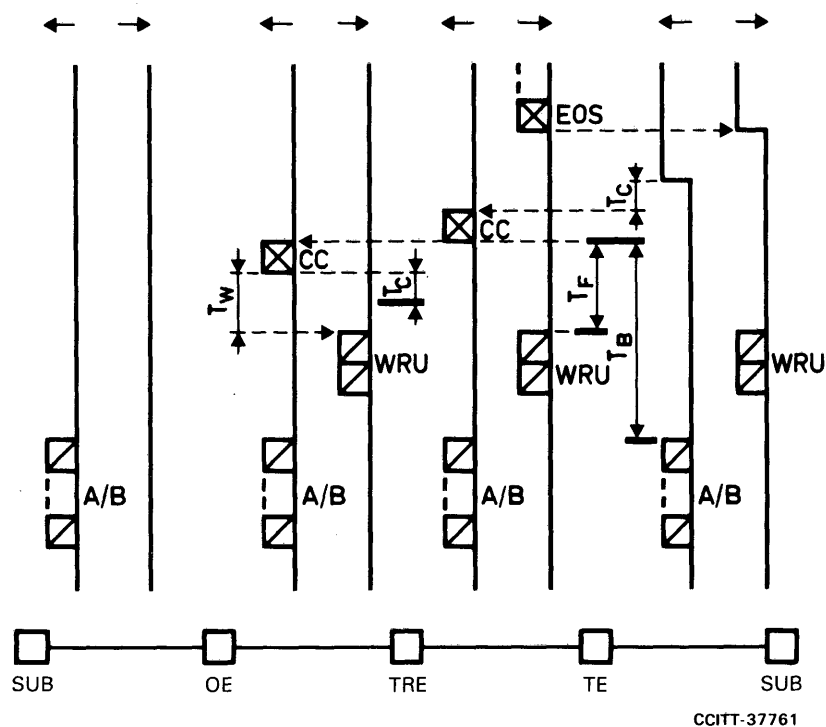 EOS
T_C
CC
CC
T_W
T_C
T_F
T_B
WRU
WRU
WRU
A/B
A/B
A/B
A/B
SUB
OE
TRE
TE
SUB
CCITT-37761